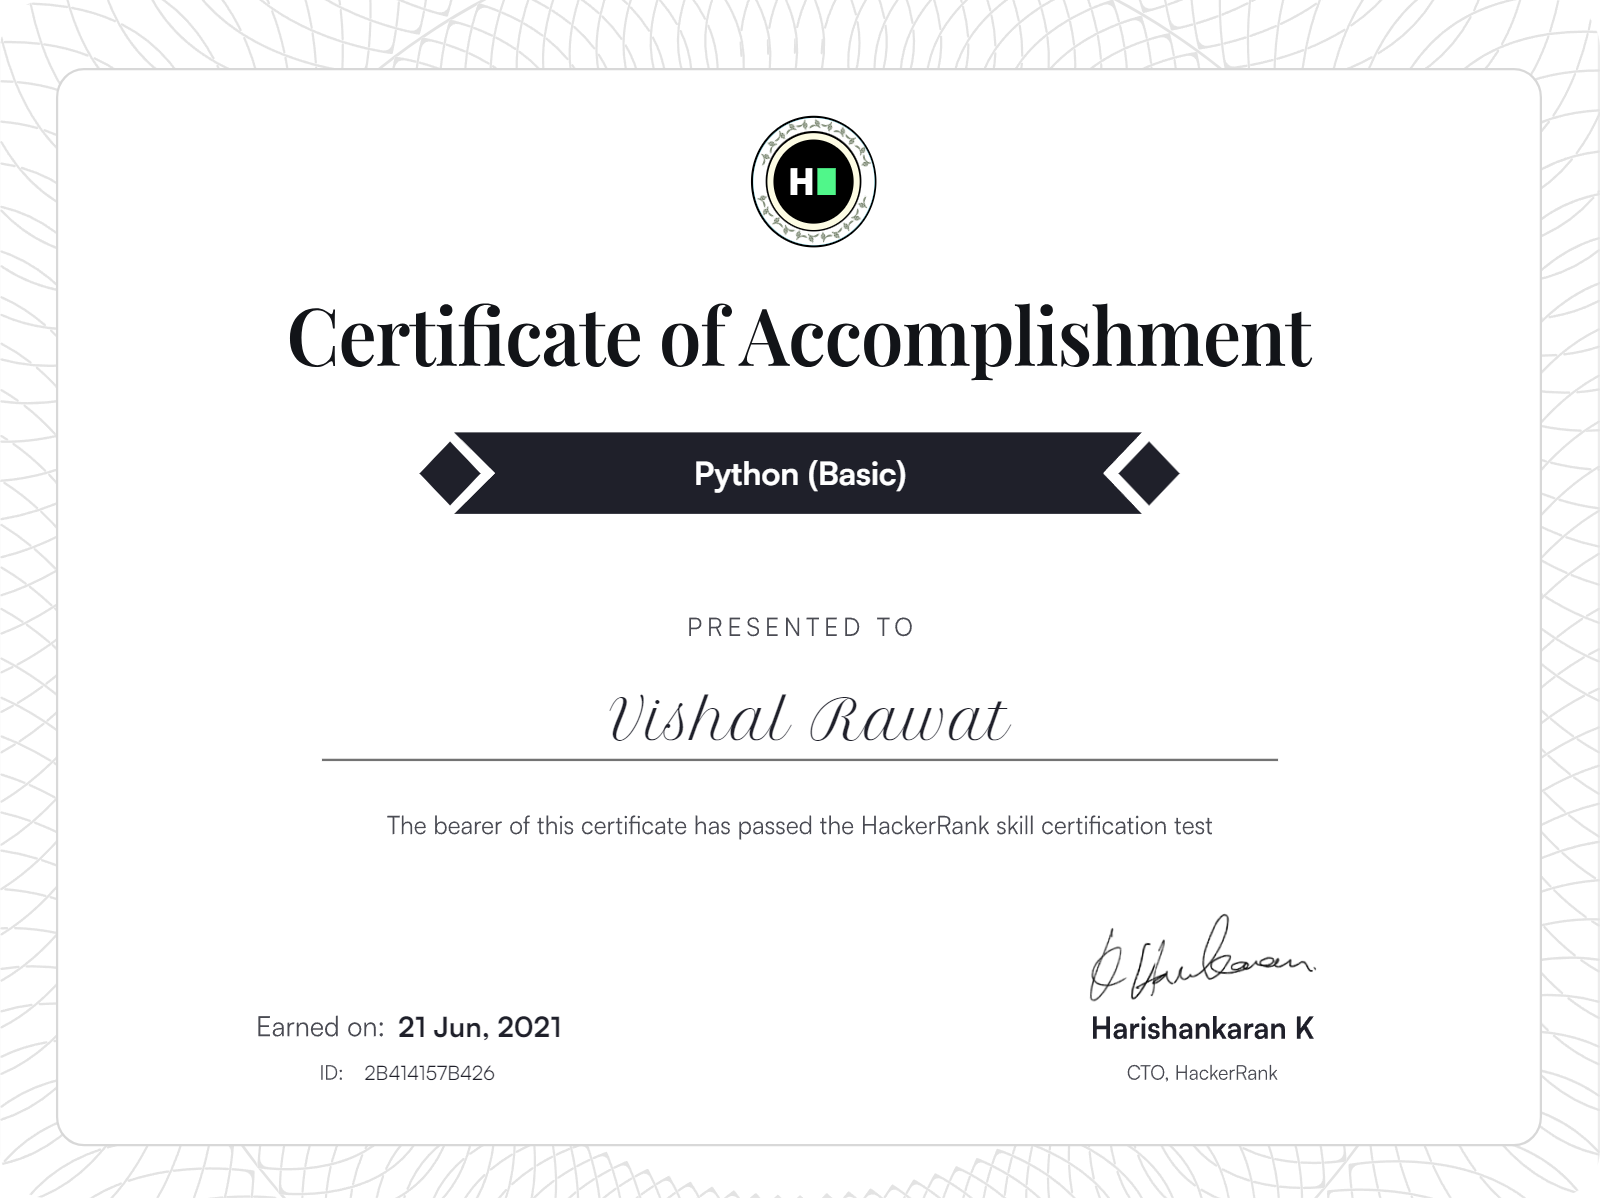 H
Certificate of Accomplishment
Python (Basic)
PRESENTED TO
Vishal Rawat
The bearer of this certificate has passed the HackerRank skill certification test
Earned on: 21 Jun, 2021
ID: 2B414157B426
Harishankaran K
CTO, HackerRank